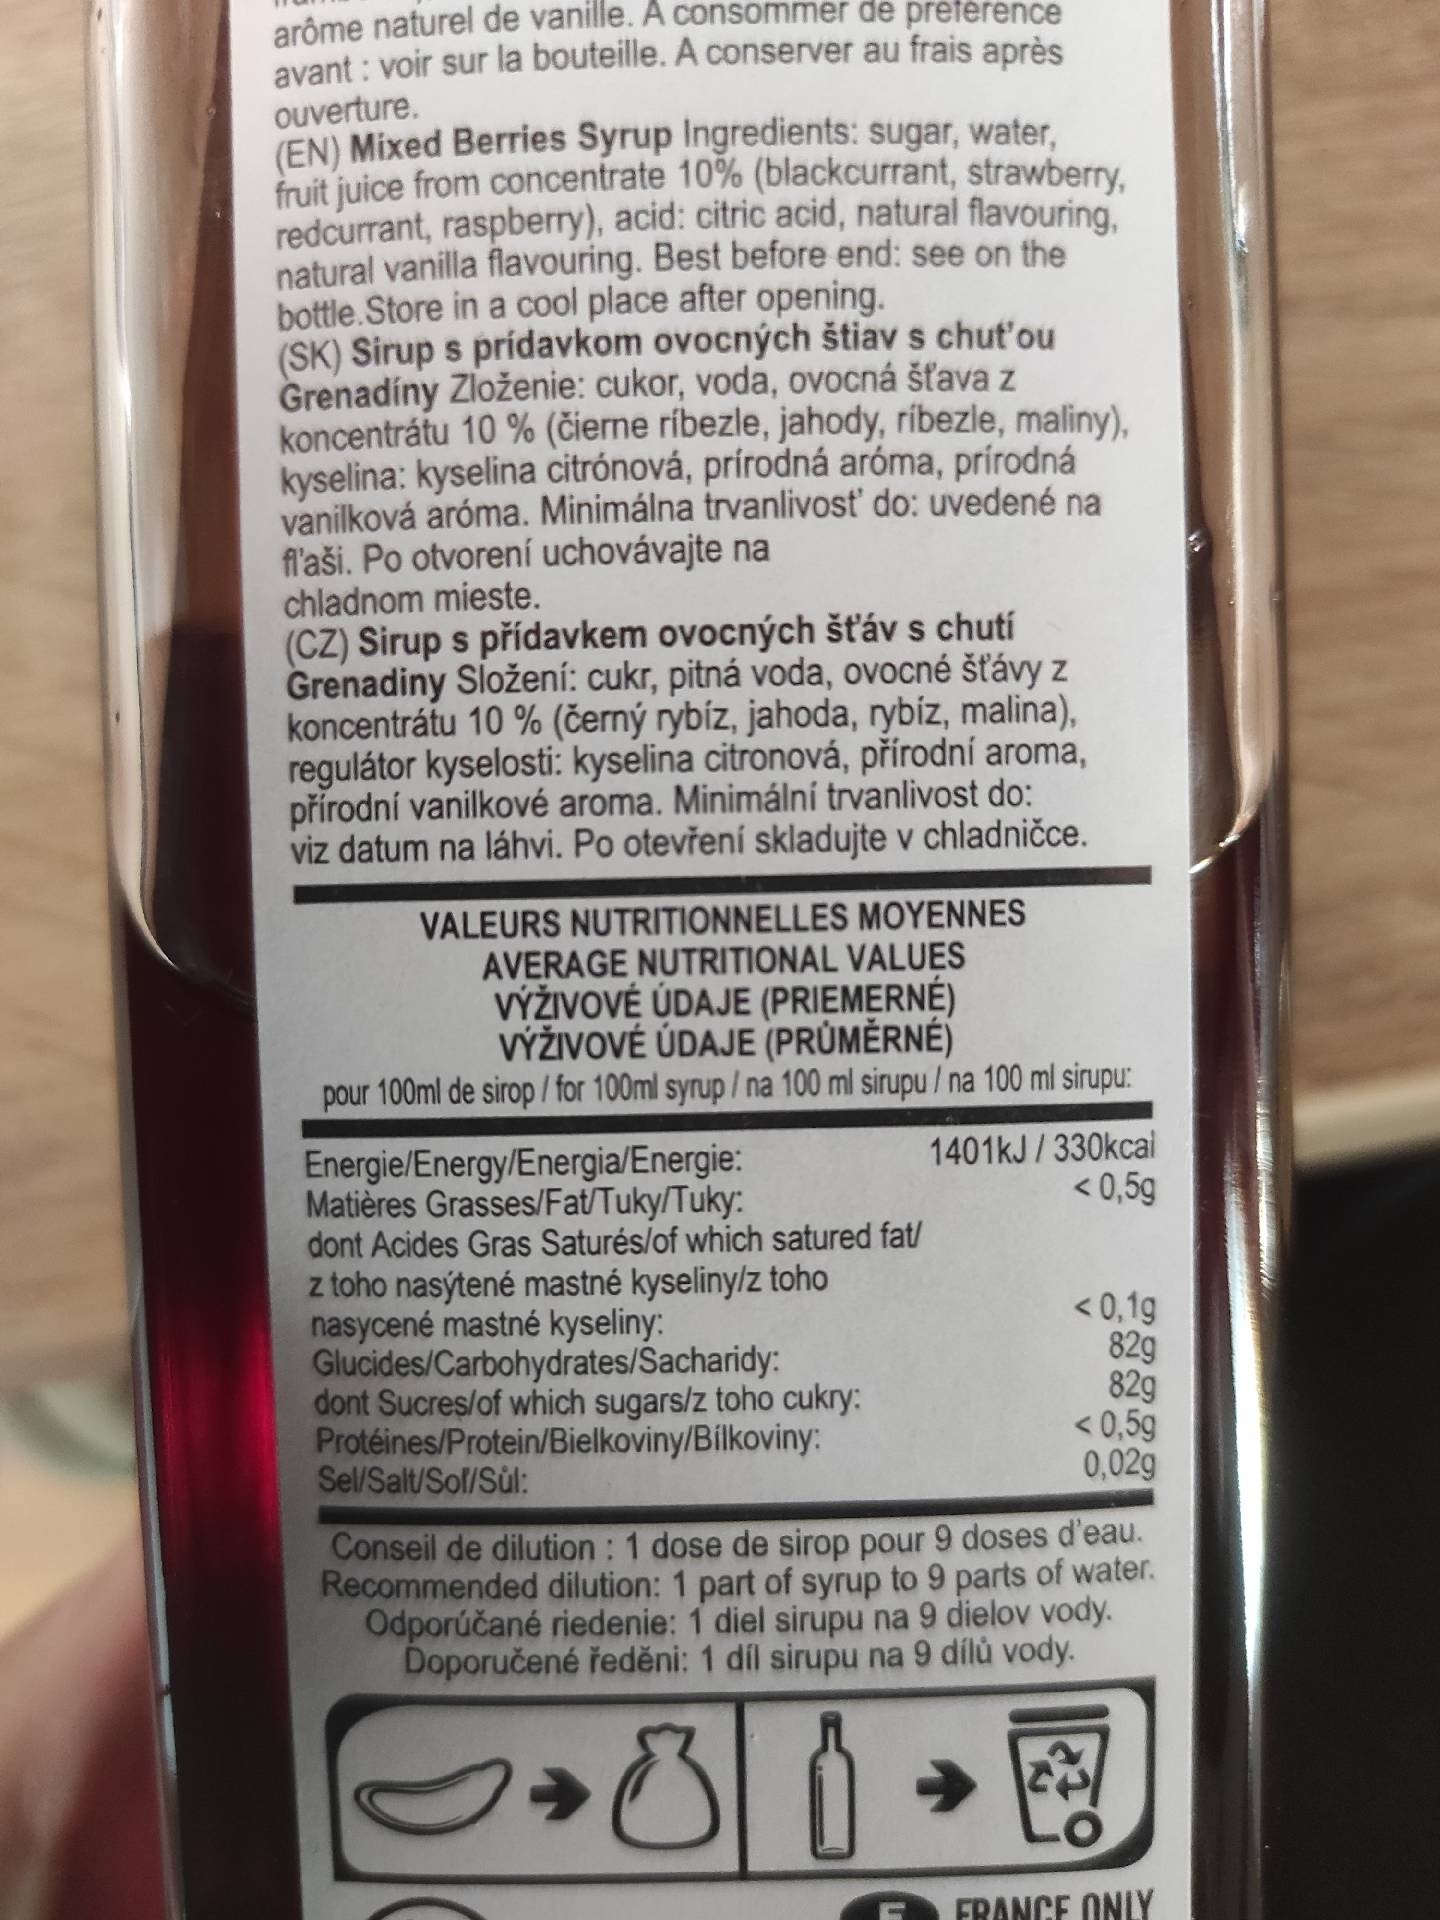 arôme naturel de vanille. A consommer de préférence
avant : voir sur la bouteille. A conserver au frais après
ouverture.
(EN) Mixed Berries Syrup Ingredients: sugar, water,
fruit juice from concentrate 10% (blackcurrant, strawberry,
redcurrant, raspberry), acid: citric acid, natural flavouring,
natural vanilla flavouring. Best before end: see on the
bottle.Store in a cool place after opening.
(SK) Sirup s prídavkom ovocných štiav s chuťou
Grenadíny Zloženie: cukor, voda, ovocná šťava z
koncentrátu 10 % (čierne ríbezle, jahody, ríbezle, maliny),
kyselina: kyselina citrónová, prírodná aróma, prírodná
vanilková aróma. Minimálna trvanlivosť do: uvedené na
fľaši. Po otvorení uchovávajte na
chladnom mieste.
(CZ) Sirup s přídavkem ovocných šťáv s chutí
Grenadiny Složení: cukr, pitná voda, ovocné šťávy z
koncentrátu 10 % (černý rybíz, jahoda, rybíz, malina),
regulátor kyselosti: kyselina citronová, přírodní aroma,
přírodní vanilkové aroma. Minimální trvanlivost do:
viz datum na láhvi. Po otevření skladujte v chladničce.
VALEURS NUTRITIONNELLES MOYENNES
AVERAGE NUTRITIONAL VALUES
VÝŽIVOVÉ ÚDAJE (PRIEMERNÉ)
VÝŽIVOVÉ ÚDAJE (PRŮMĚRNÉ)
pour 100ml de sirop / for 100ml syrup / na 100 ml sirupu / na 100 ml sirupu:
Energie/Energy/Energia/Energie: 1401kJ / 330kcal
Matières Grasses/Fat/Tuky/Tuky: < 0,5g
dont Acides Gras Saturés/of which satured fat/
z toho nasýtené mastné kyseliny/z toho
nasycené mastné kyseliny: < 0,1g
Glucides/Carbohydrates/Sacharidy: 82g
dont Sucres/of which sugars/z toho cukry: 82g
Protéines/Protein/Bielkoviny/Bílkoviny: < 0,5g
Sel/Salt/Soľ/Sůl: 0,02g
Conseil de dilution : 1 dose de sirop pour 9 doses d'eau.
Recommended dilution: 1 part of syrup to 9 parts of water.
Odporúčané riedenie: 1 diel sirupu na 9 dielov vody.
Doporučené ředěni: 1 díl sirupu na 9 dílů vody.
FRANCE ONLY